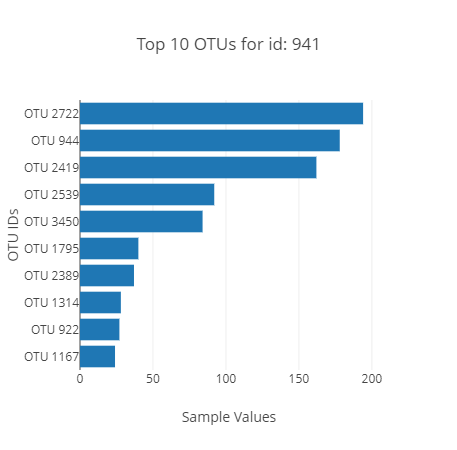 Top 10 OTUs for id: 941
OTU IDs
OTU 2722
OTU 944
OTU 2419
OTU 2539
OTU 3450
OTU 1795
OTU 2389
OTU 1314
OTU 922
OTU 1167
0 50 100 150 200
Sample Values